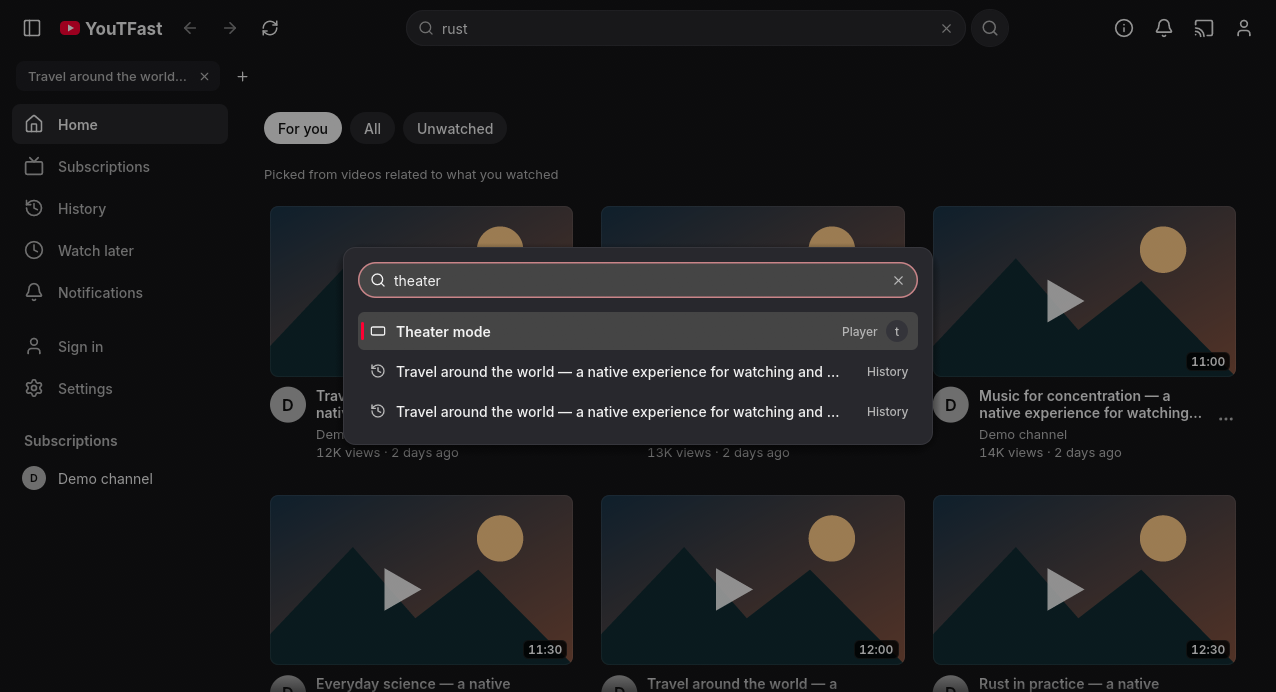 YouTFast
rust
Travel around the world...
Home
Subscriptions
History
Watch later
Notifications
Sign in
Settings
Subscriptions
D Demo channel
For you All Unwatched
Picked from videos related to what you watched
theater
Theater mode Player t
Travel around the world — a native experience for watching and ... History
Travel around the world — a native experience for watching and ... History
12K views · 2 days ago
13K views · 2 days ago
11:00
D
D
Music for concentration — a
native experience for watching...
Demo channel
14K views · 2 days ago
11:30
12:00
12:30
Everyday science — a native
Travel around the world — a
Rust in practice — a native